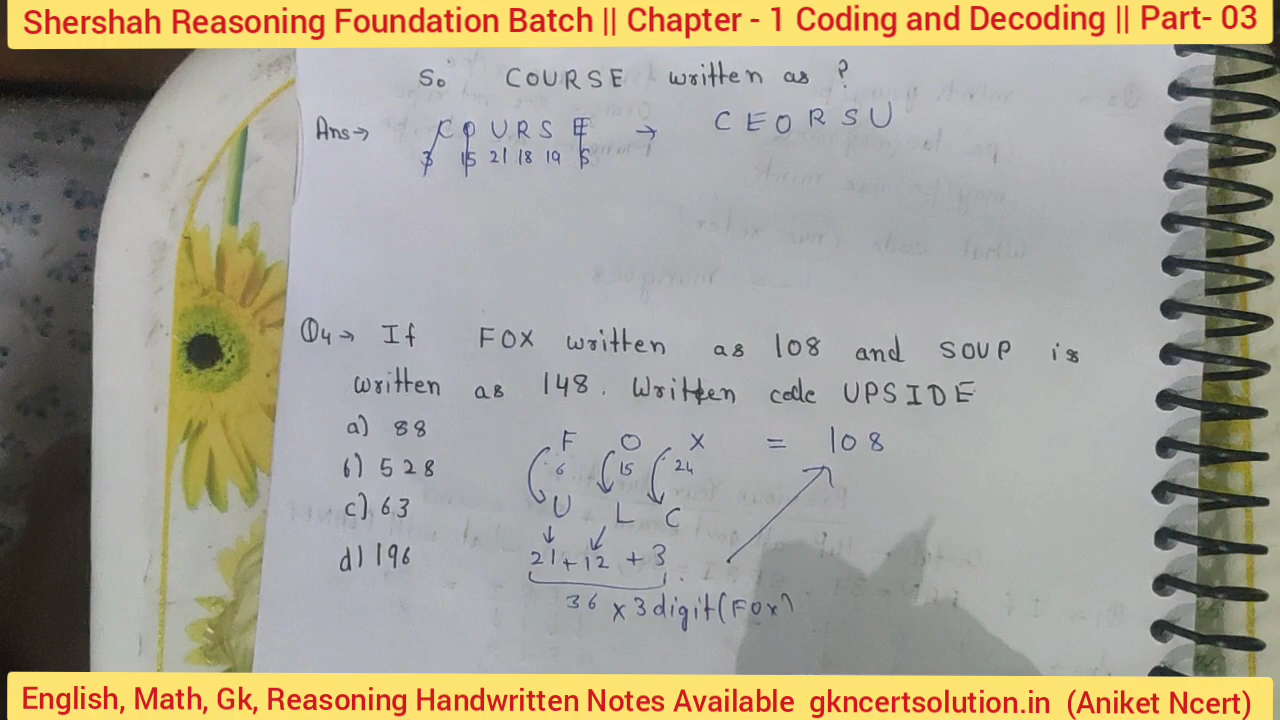 Shershah Reasoning Foundation Batch || Chapter - 1 Coding and Decoding || Part- 03
So COURSE written as ?
Ans→ C O U R S E → C E O R S U
3 15 21 18 19 5
Q4→ If FOX written as 108 and SOUP is
written as 148. Written code UPSIDE
a) 88
b) 528
c) 63
d) 196
F O X = 108
6 15 24
U L C
21 + 12 + 3
36 x 3 digit (FOX)
English, Math, Gk, Reasoning Handwritten Notes Available gkncertsolution.in (Aniket Ncert)